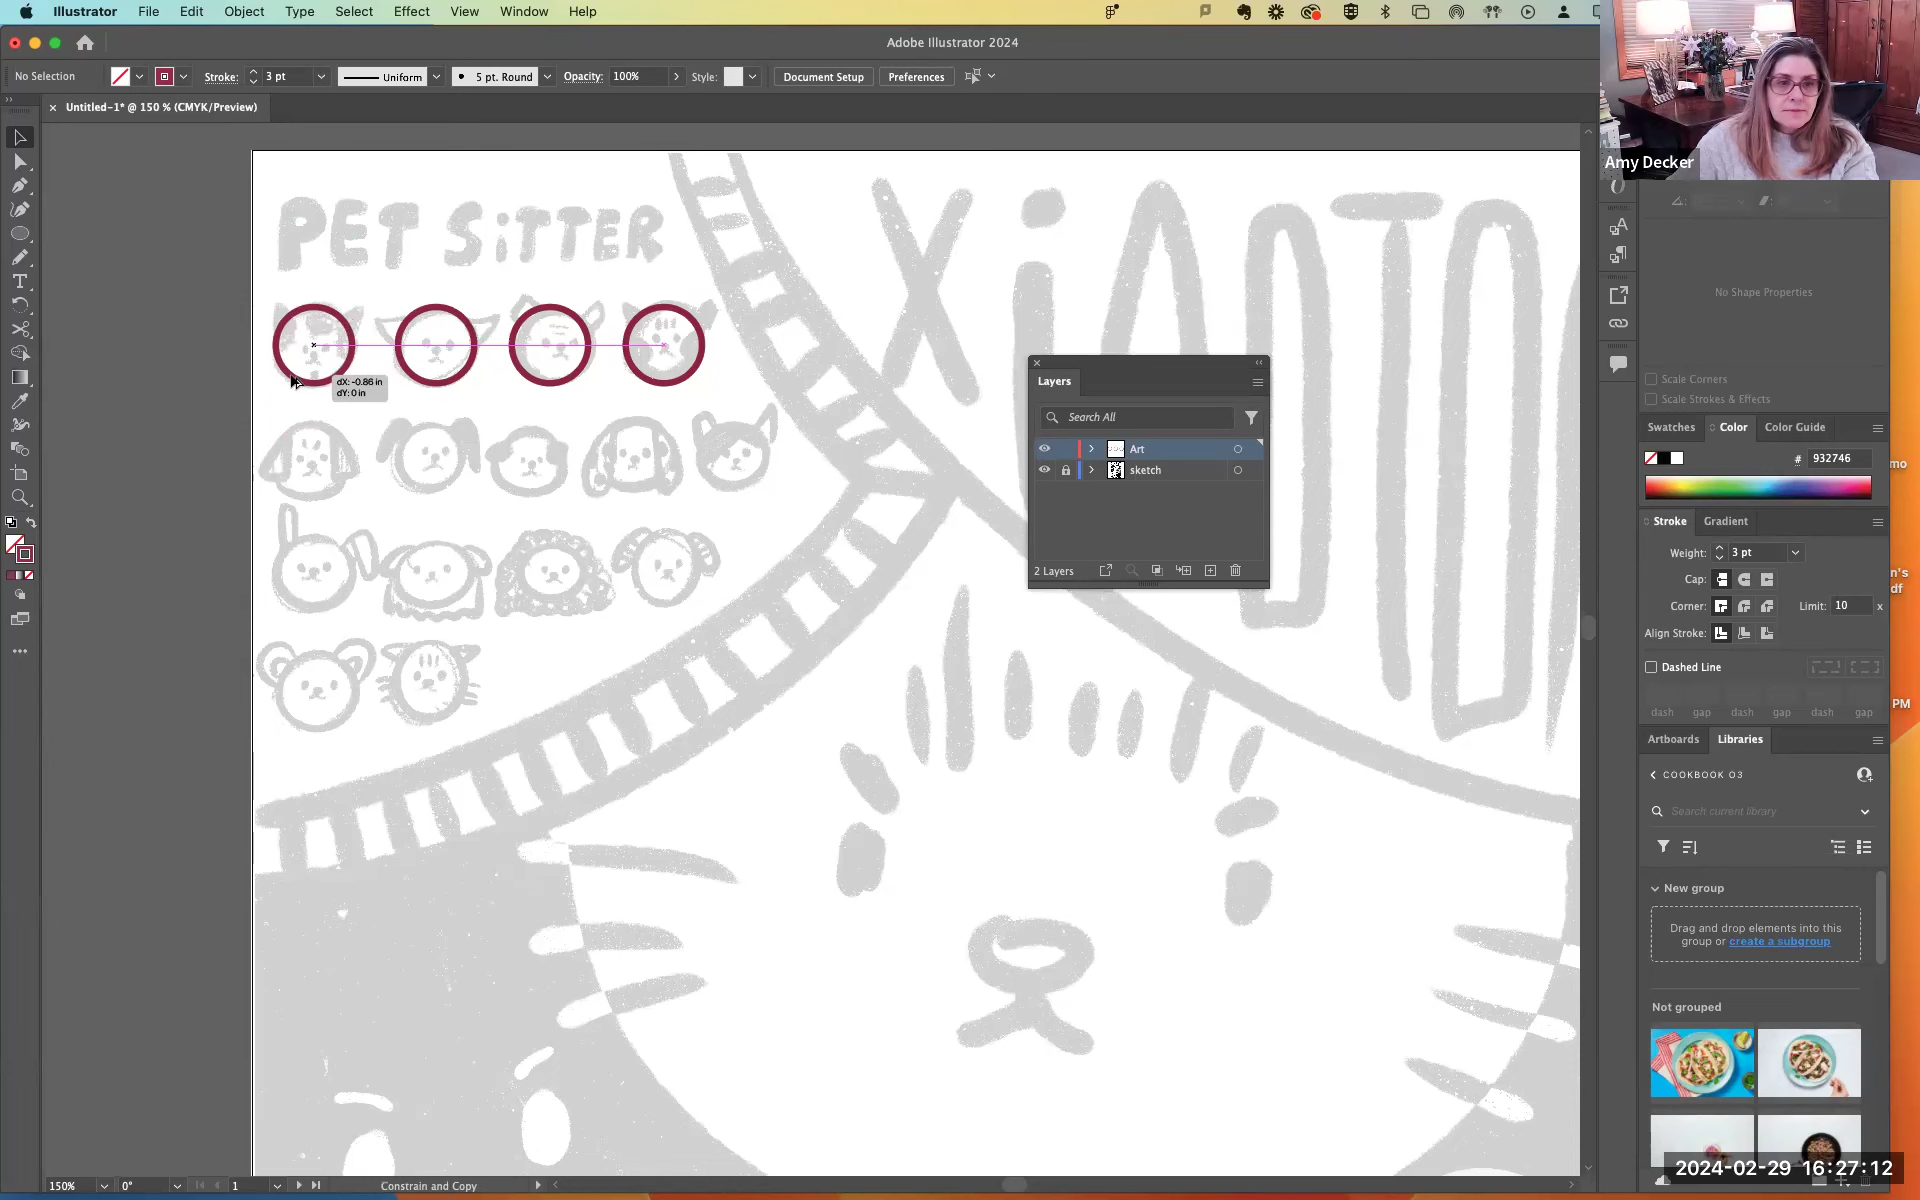 Illustrator File Edit Object Type Select Effect View Window Help
Adobe Illustrator 2024
No Selection Stroke: 3 pt Uniform 5 pt. Round Opacity: 100% Style: Document Setup Preferences
Untitled-1* @ 150 % (CMYK/Preview)
Amy Decker
PET SiTTER
XiAOTO
No Shape Properties
dX: -0.86 in
dY: 0 in
Layers
Search All
Art
sketch
2 Layers
Scale Corners
Scale Strokes & Effects
Swatches Color Color Guide
# 932746
mo
Stroke Gradient
Weight: 3 pt
Cap:
n's
df
Corner: Limit: 10 x
Align Stroke:
Dashed Line
PM
dash gap dash gap dash gap
Artboards Libraries
COOKBOOK 03
Search current library
New group
Drag and drop elements into this
group or create a subgroup
Not grouped
2024-02-29 16:27:12
150% 0° 1 Constrain and Copy